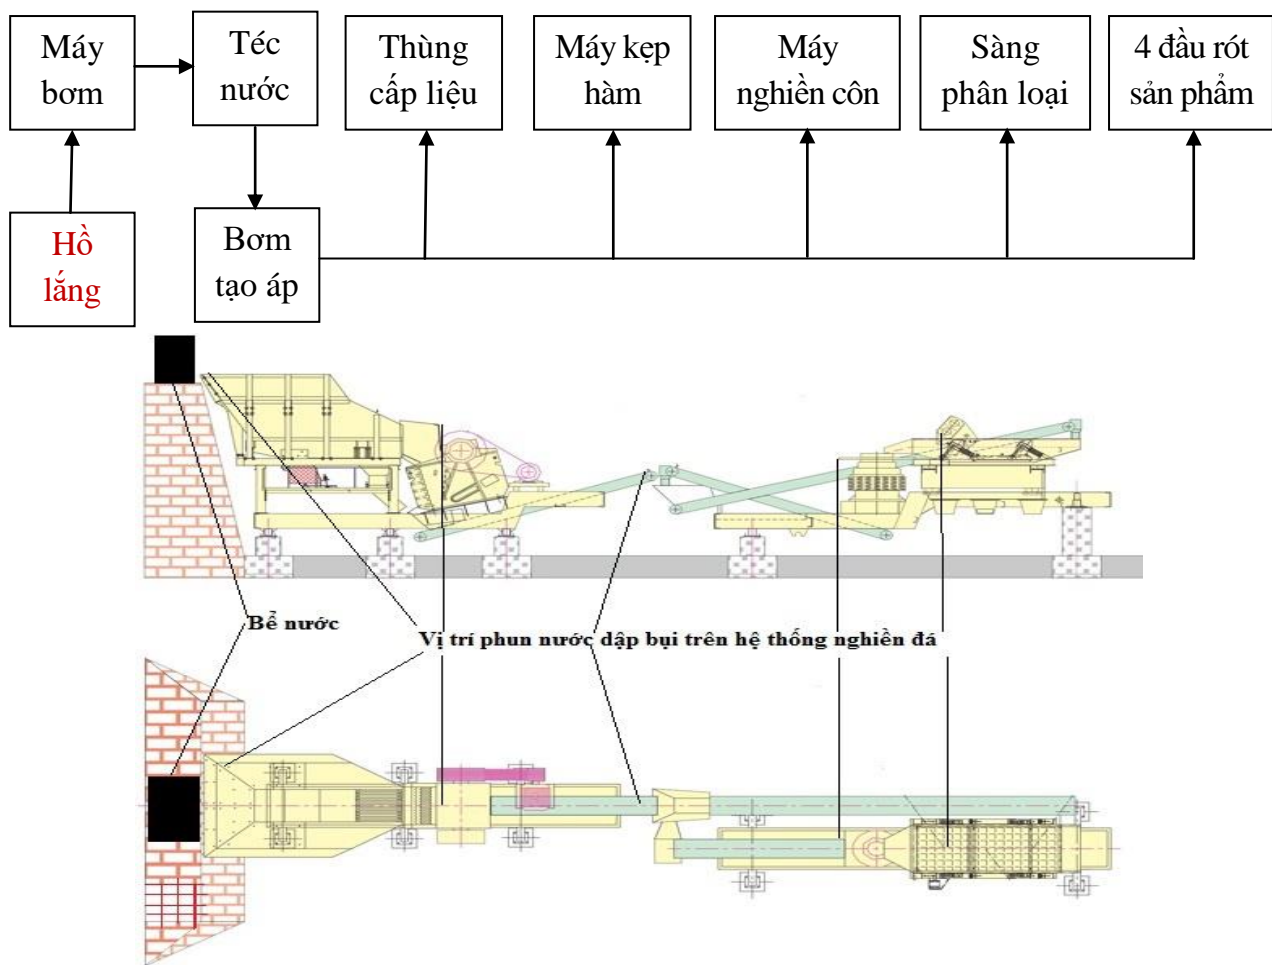 Máy
bơm
Téc
nước
Thùng
cấp liệu
Máy kẹp
hàm
Máy
nghiền côn
Sàng
phân loại
4 đầu rót
sản phẩm
Hồ
lắng
Bơm
tạo áp
Bể nước
Vị trí phun nước dập bụi trên hệ thống nghiền đá